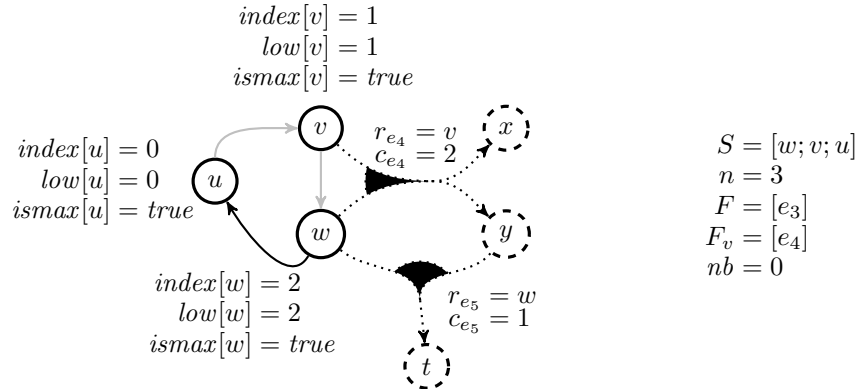 index[v] = 1
low[v] = 1
ismax[v] = true
v
r_{e_4} = v
c_{e_4} = 2
x
index[u] = 0
low[u] = 0
ismax[u] = true
u
S = [w; v; u]
n = 3
F = [e_3]
F_v = [e_4]
nb = 0
w
y
index[w] = 2
low[w] = 2
ismax[w] = true
r_{e_5} = w
c_{e_5} = 1
t